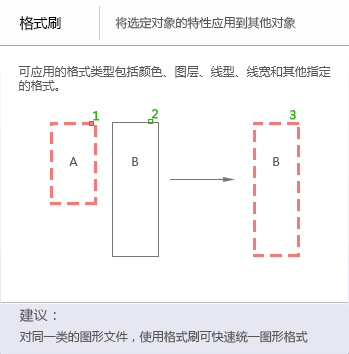 格式刷
将选定对象的特性应用到其他对象
可应用的格式类型包括颜色、图层、线型、线宽和其他指定
的格式。
1
2
3
A
B
B
建议：
对同一类的图形文件，使用格式刷可快速统一图形格式